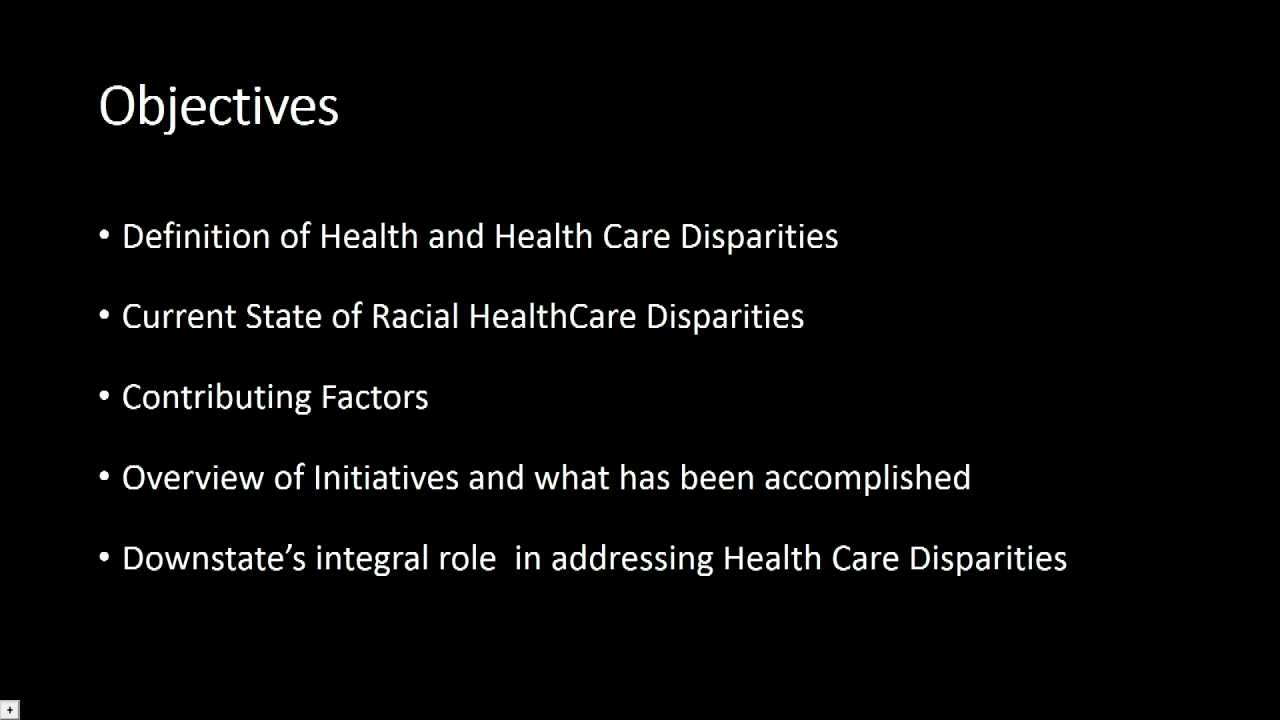 Objectives
• Definition of Health and Health Care Disparities
• Current State of Racial HealthCare Disparities
• Contributing Factors
• Overview of Initiatives and what has been accomplished
• Downstate’s integral role  in addressing Health Care Disparities
+